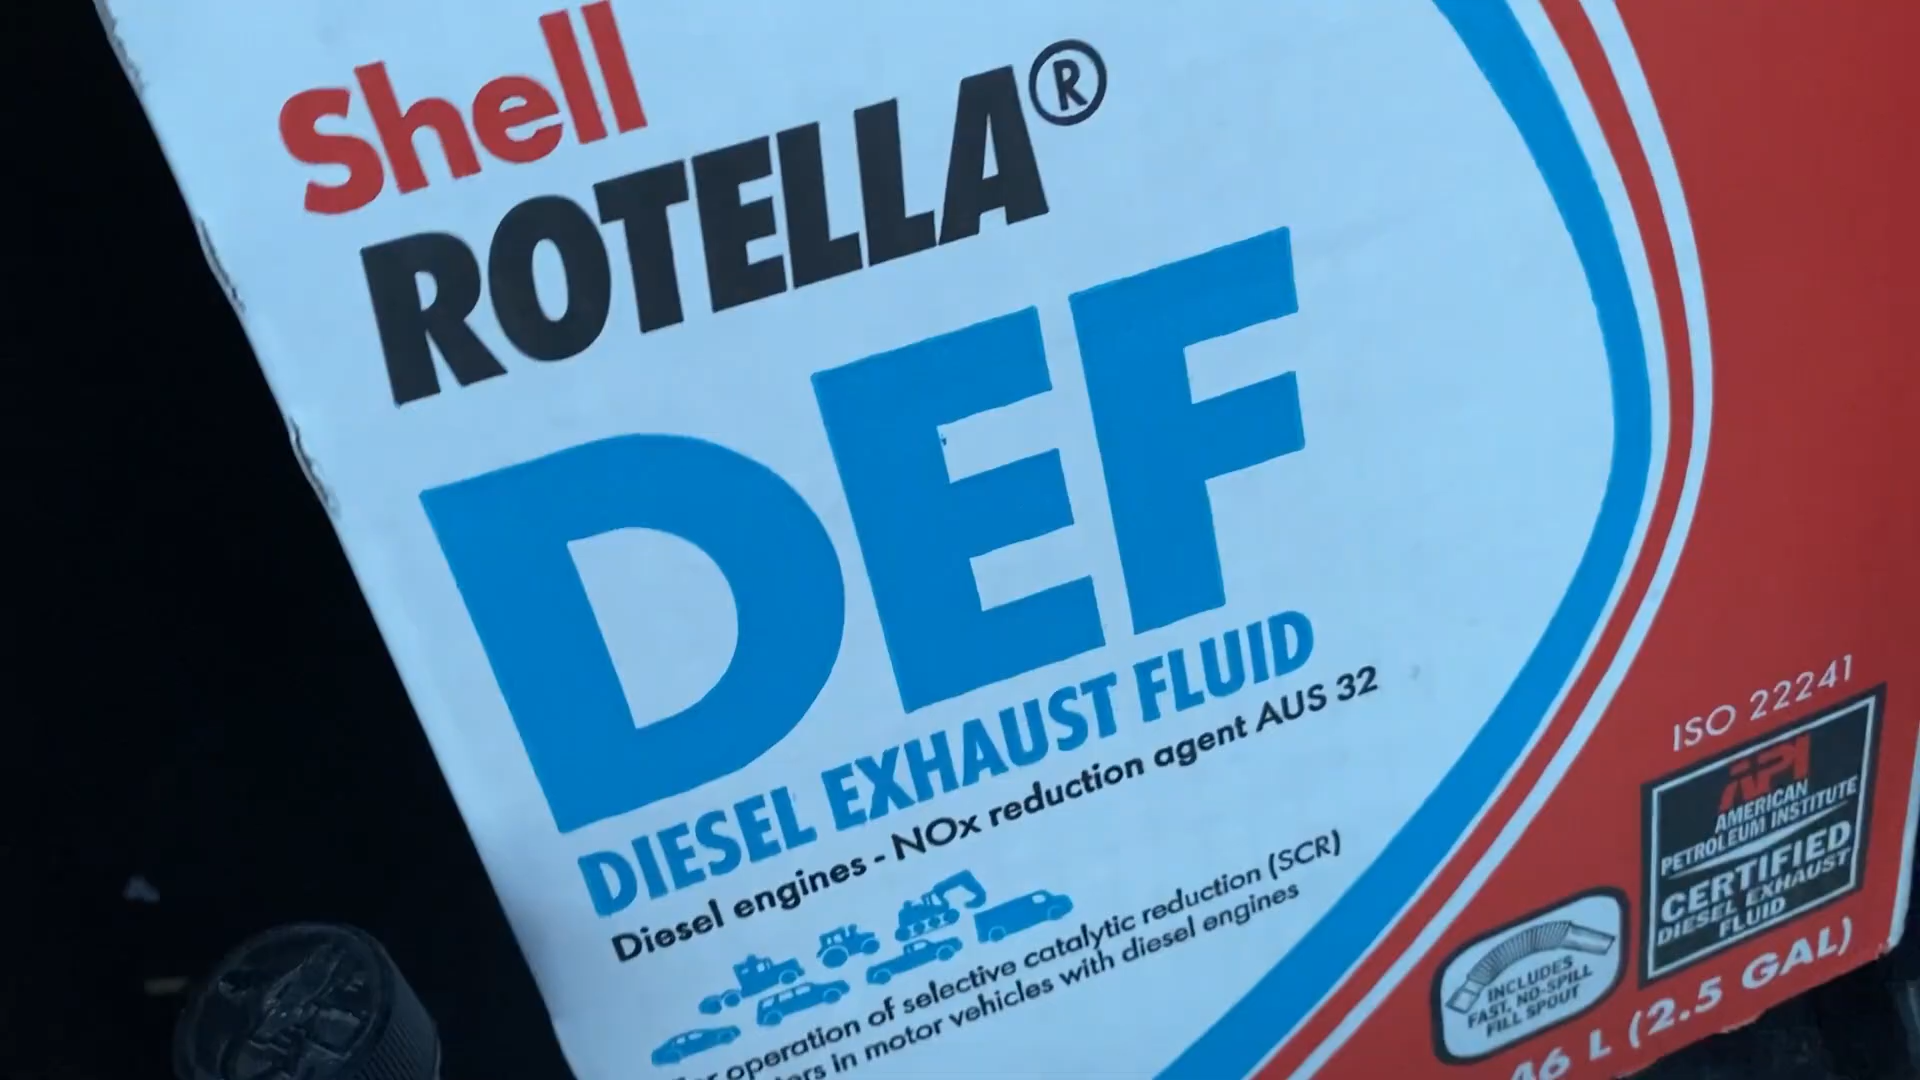 Shell
ROTELLA®
DEF
DIESEL EXHAUST FLUID
Diesel engines - NOx reduction agent AUS 32
operation of selective catalytic reduction (SCR)
in motor vehicles with diesel engines
ISO 22241
API
AMERICAN
PETROLEUM INSTITUTE
CERTIFIED
DIESEL EXHAUST
FLUID
INCLUDES
FAST, NO-SPILL
FILL SPOUT
46 L (2.5 GAL)